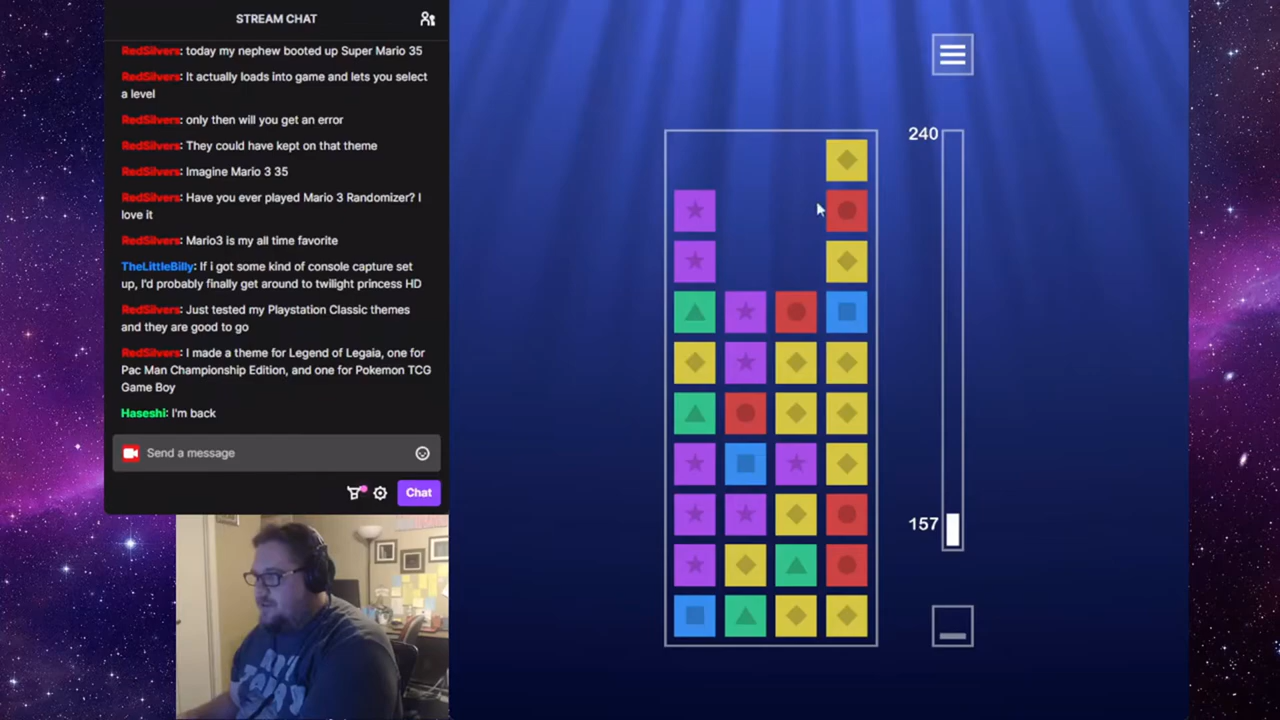 STREAM CHAT
RedSilvers: today my nephew booted up Super Mario 35
RedSilvers: It actually loads into game and lets you select
a level
RedSilvers: only then will you get an error
RedSilvers: They could have kept on that theme
RedSilvers: Imagine Mario 3 35
RedSilvers: Have you ever played Mario 3 Randomizer? I
love it
RedSilvers: Mario3 is my all time favorite
TheLittleBilly: If i got some kind of console capture set
up, I'd probably finally get around to twilight princess HD
RedSilvers: Just tested my Playstation Classic themes
and they are good to go
RedSilvers: I made a theme for Legend of Legaia, one for
Pac Man Championship Edition, and one for Pokemon TCG
Game Boy
Haseshi: I'm back
Send a message
Chat
240
157